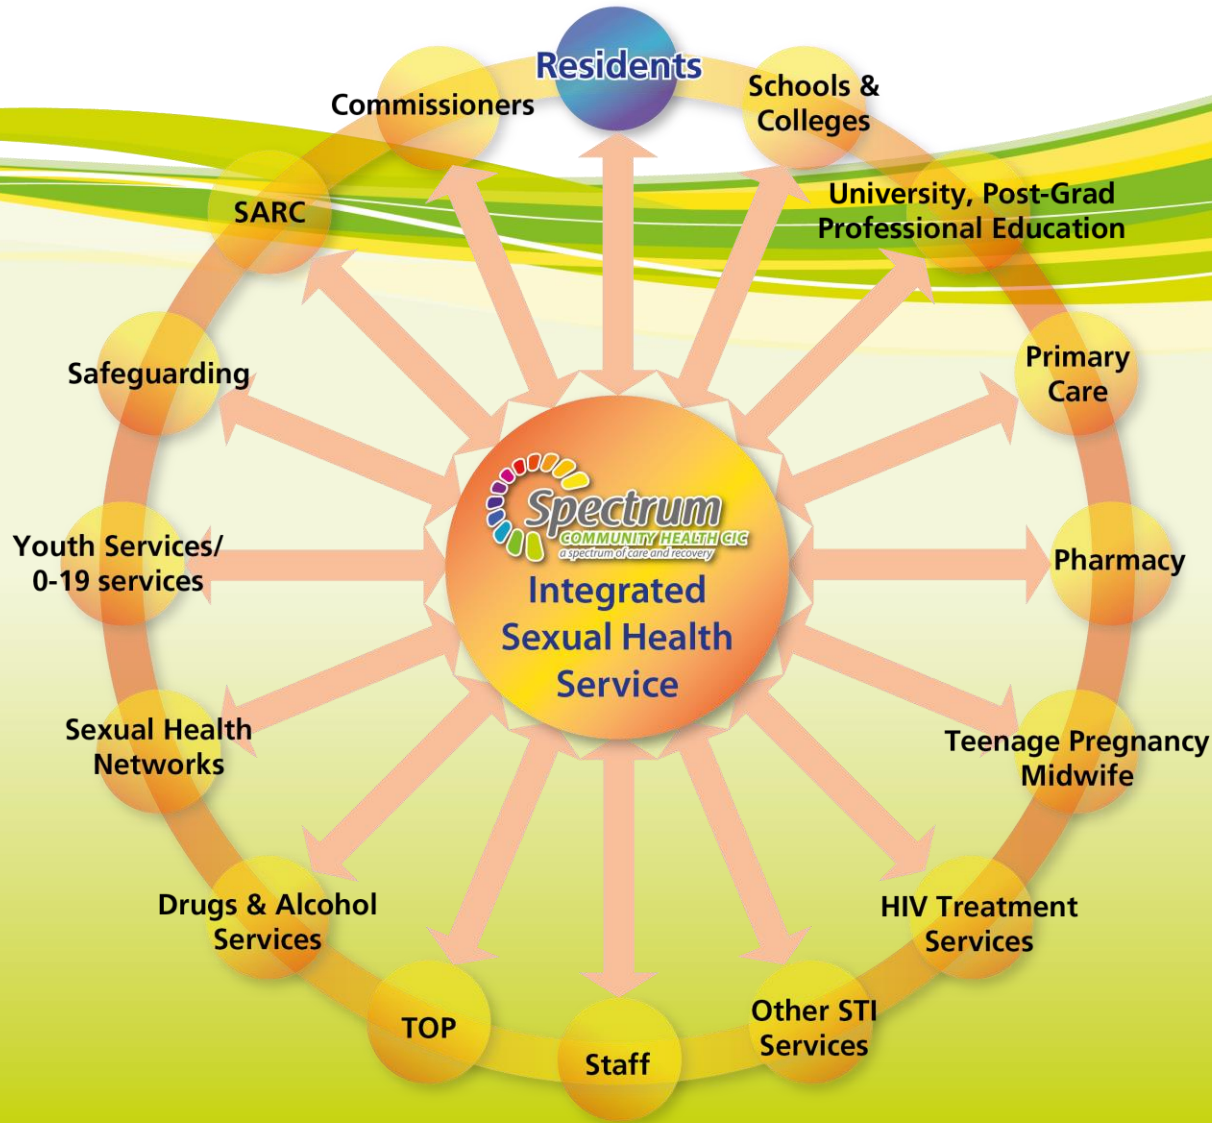 Residents
Schools &
Colleges
University, Post-Grad
Professional Education
Primary
Care
Pharmacy
Teenage Pregnancy
Midwife
HIV Treatment
Services
Other STI
Services
Staff
TOP
Drugs & Alcohol
Services
Sexual Health
Networks
Youth Services/
0-19 services
Safeguarding
SARC
Commissioners
Spectrum
COMMUNITY HEALTH CIC
a spectrum of care and recovery
Integrated
Sexual Health
Service